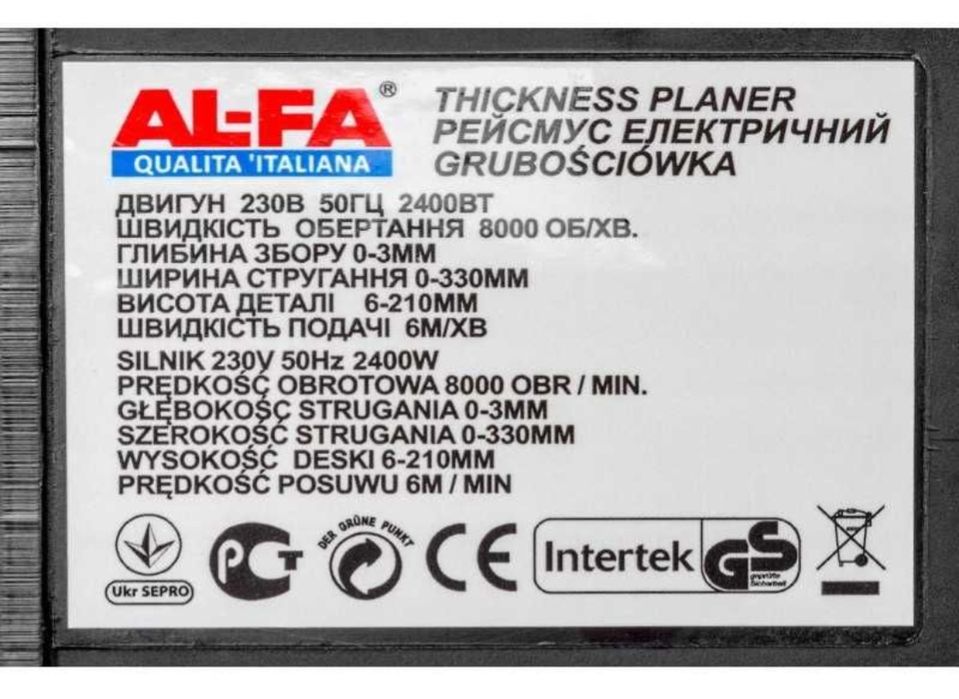 AL-FA®
QUALITA 'ITALIANA
THICKNESS PLANER
РЕЙСМУС ЕЛЕКТРИЧНИЙ
GRUBOŚCIÓWKA
ДВИГУН 230В 50ГЦ 2400ВТ
ШВИДКІСТЬ ОБЕРТАННЯ 8000 ОБ/ХВ.
ГЛИБИНА ЗБОРУ 0-3ММ
ШИРИНА СТРУГАННЯ 0-330ММ
ВИСОТА ДЕТАЛІ 6-210ММ
ШВИДКІСТЬ ПОДАЧІ 6М/ХВ
SILNIK 230V 50Hz 2400W
PRĘDKOŚĆ OBROTOWA 8000 OBR / MIN.
GŁĘBOKOŚĆ STRUGANIA 0-3MM
SZEROKOŚĆ STRUGANIA 0-330MM
WYSOKOŚĆ DESKI 6-210MM
PRĘDKOŚĆ POSUWU 6M / MIN
Ukr SEPRO
РСТ
DER GRÜNE PUNKT
CE
Intertek
GS
geprüfte
Sicherheit